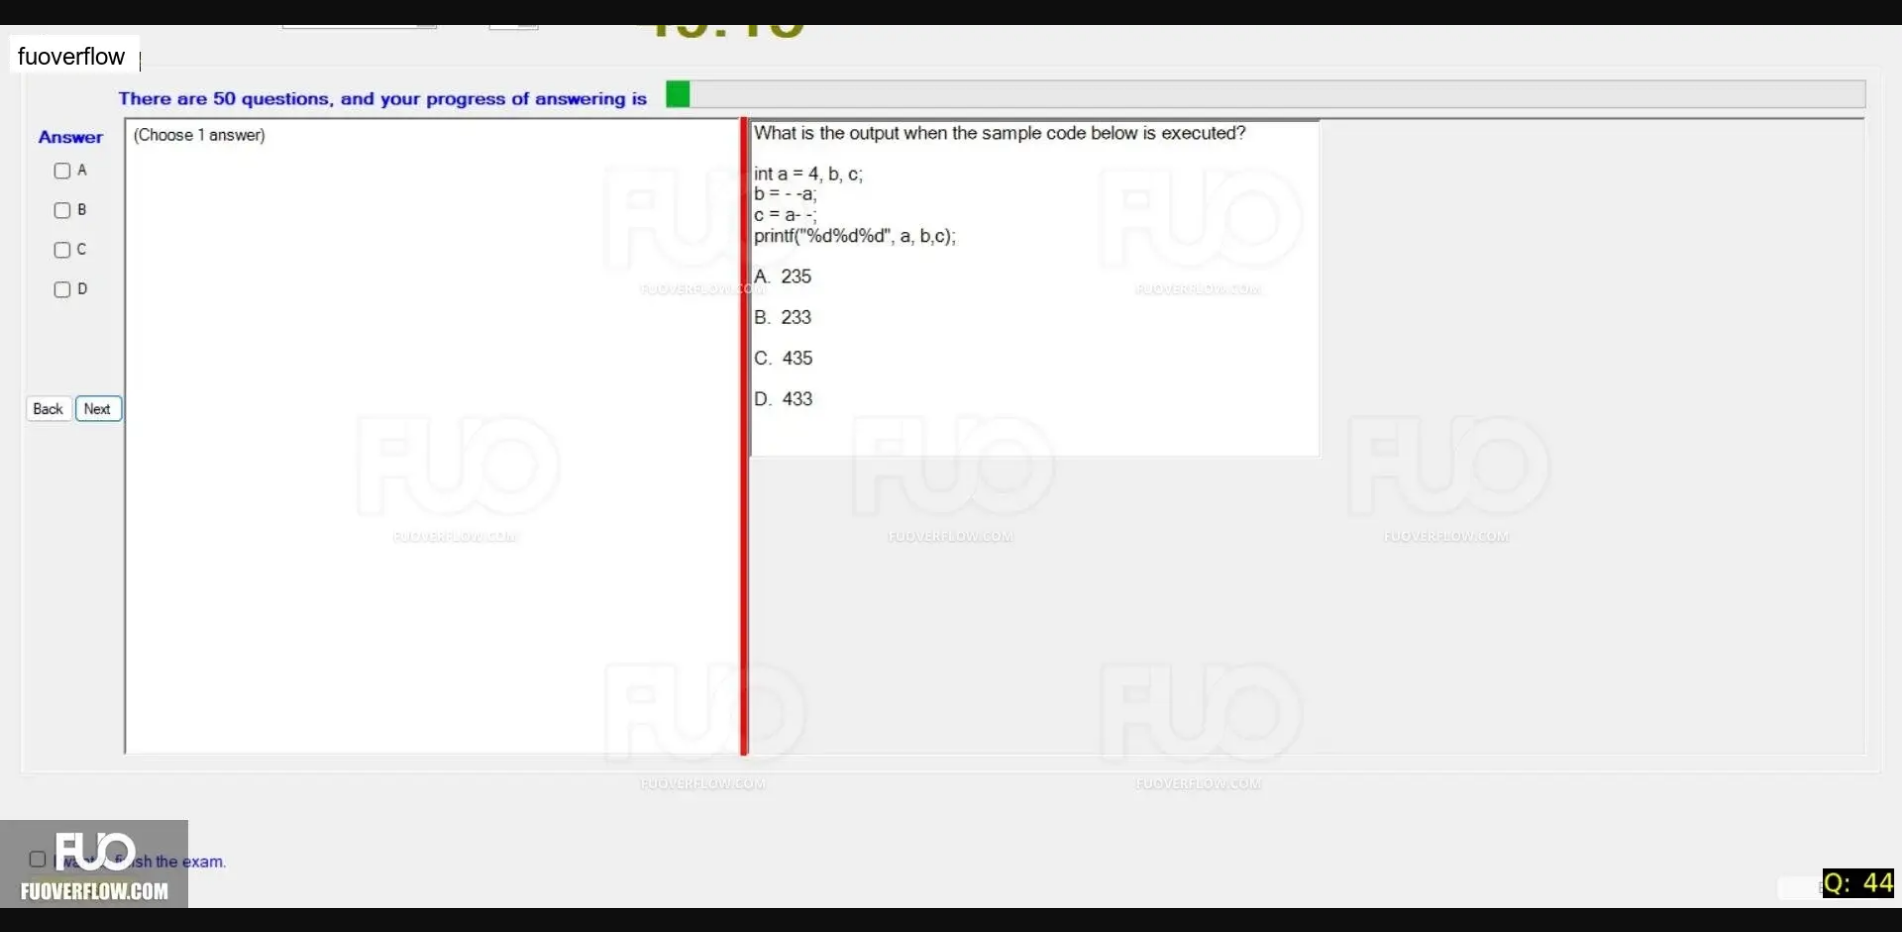 fuoverflow
There are 50 questions, and your progress of answering is
Answer
(Choose 1 answer)
A
B
C
D
Back
Next
What is the output when the sample code below is executed?
int a = 4, b, c;
b = - -a;
c = a- -;
printf("%d%d%d", a, b,c);
A. 235
B. 233
C. 435
D. 433
FUO
FUOVERFLOW.COM
FUO
FUOVERFLOW.COM
FUO
FUOVERFLOW.COM
FUO
FUOVERFLOW.COM
FUO
FUOVERFLOW.COM
FUO
FUOVERFLOW.COM
FUO
FUOVERFLOW.COM
the exam.
FUO
FUOVERFLOW.COM
Q: 44